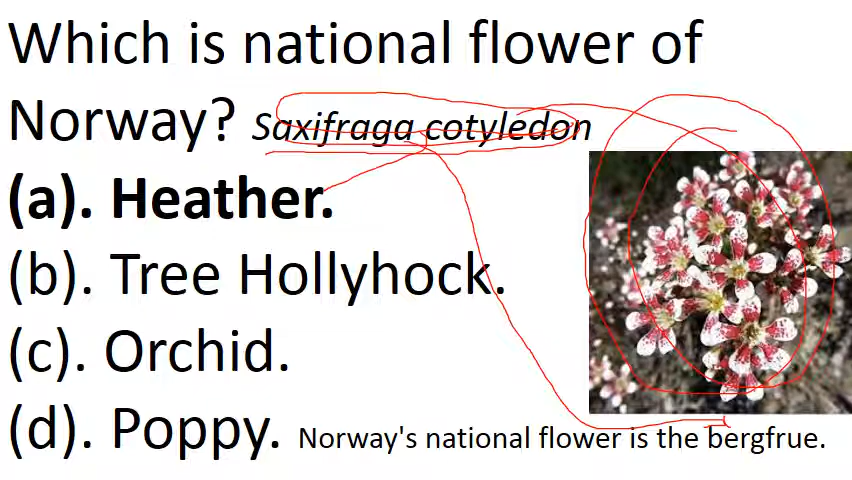 Which is national flower of
Norway? Saxifraga cotyledon
(a). Heather.
(b). Tree Hollyhock.
(c). Orchid.
(d). Poppy. Norway's national flower is the bergfrue.